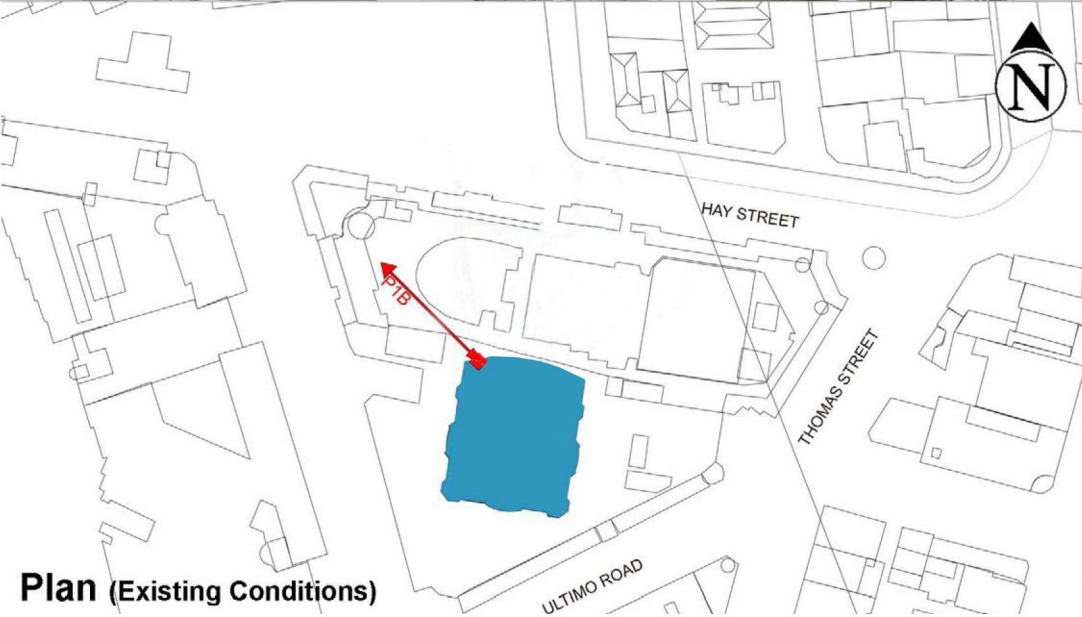 N
HAY STREET
P1B
THOMAS STREET
ULTIMO ROAD
Plan (Existing Conditions)